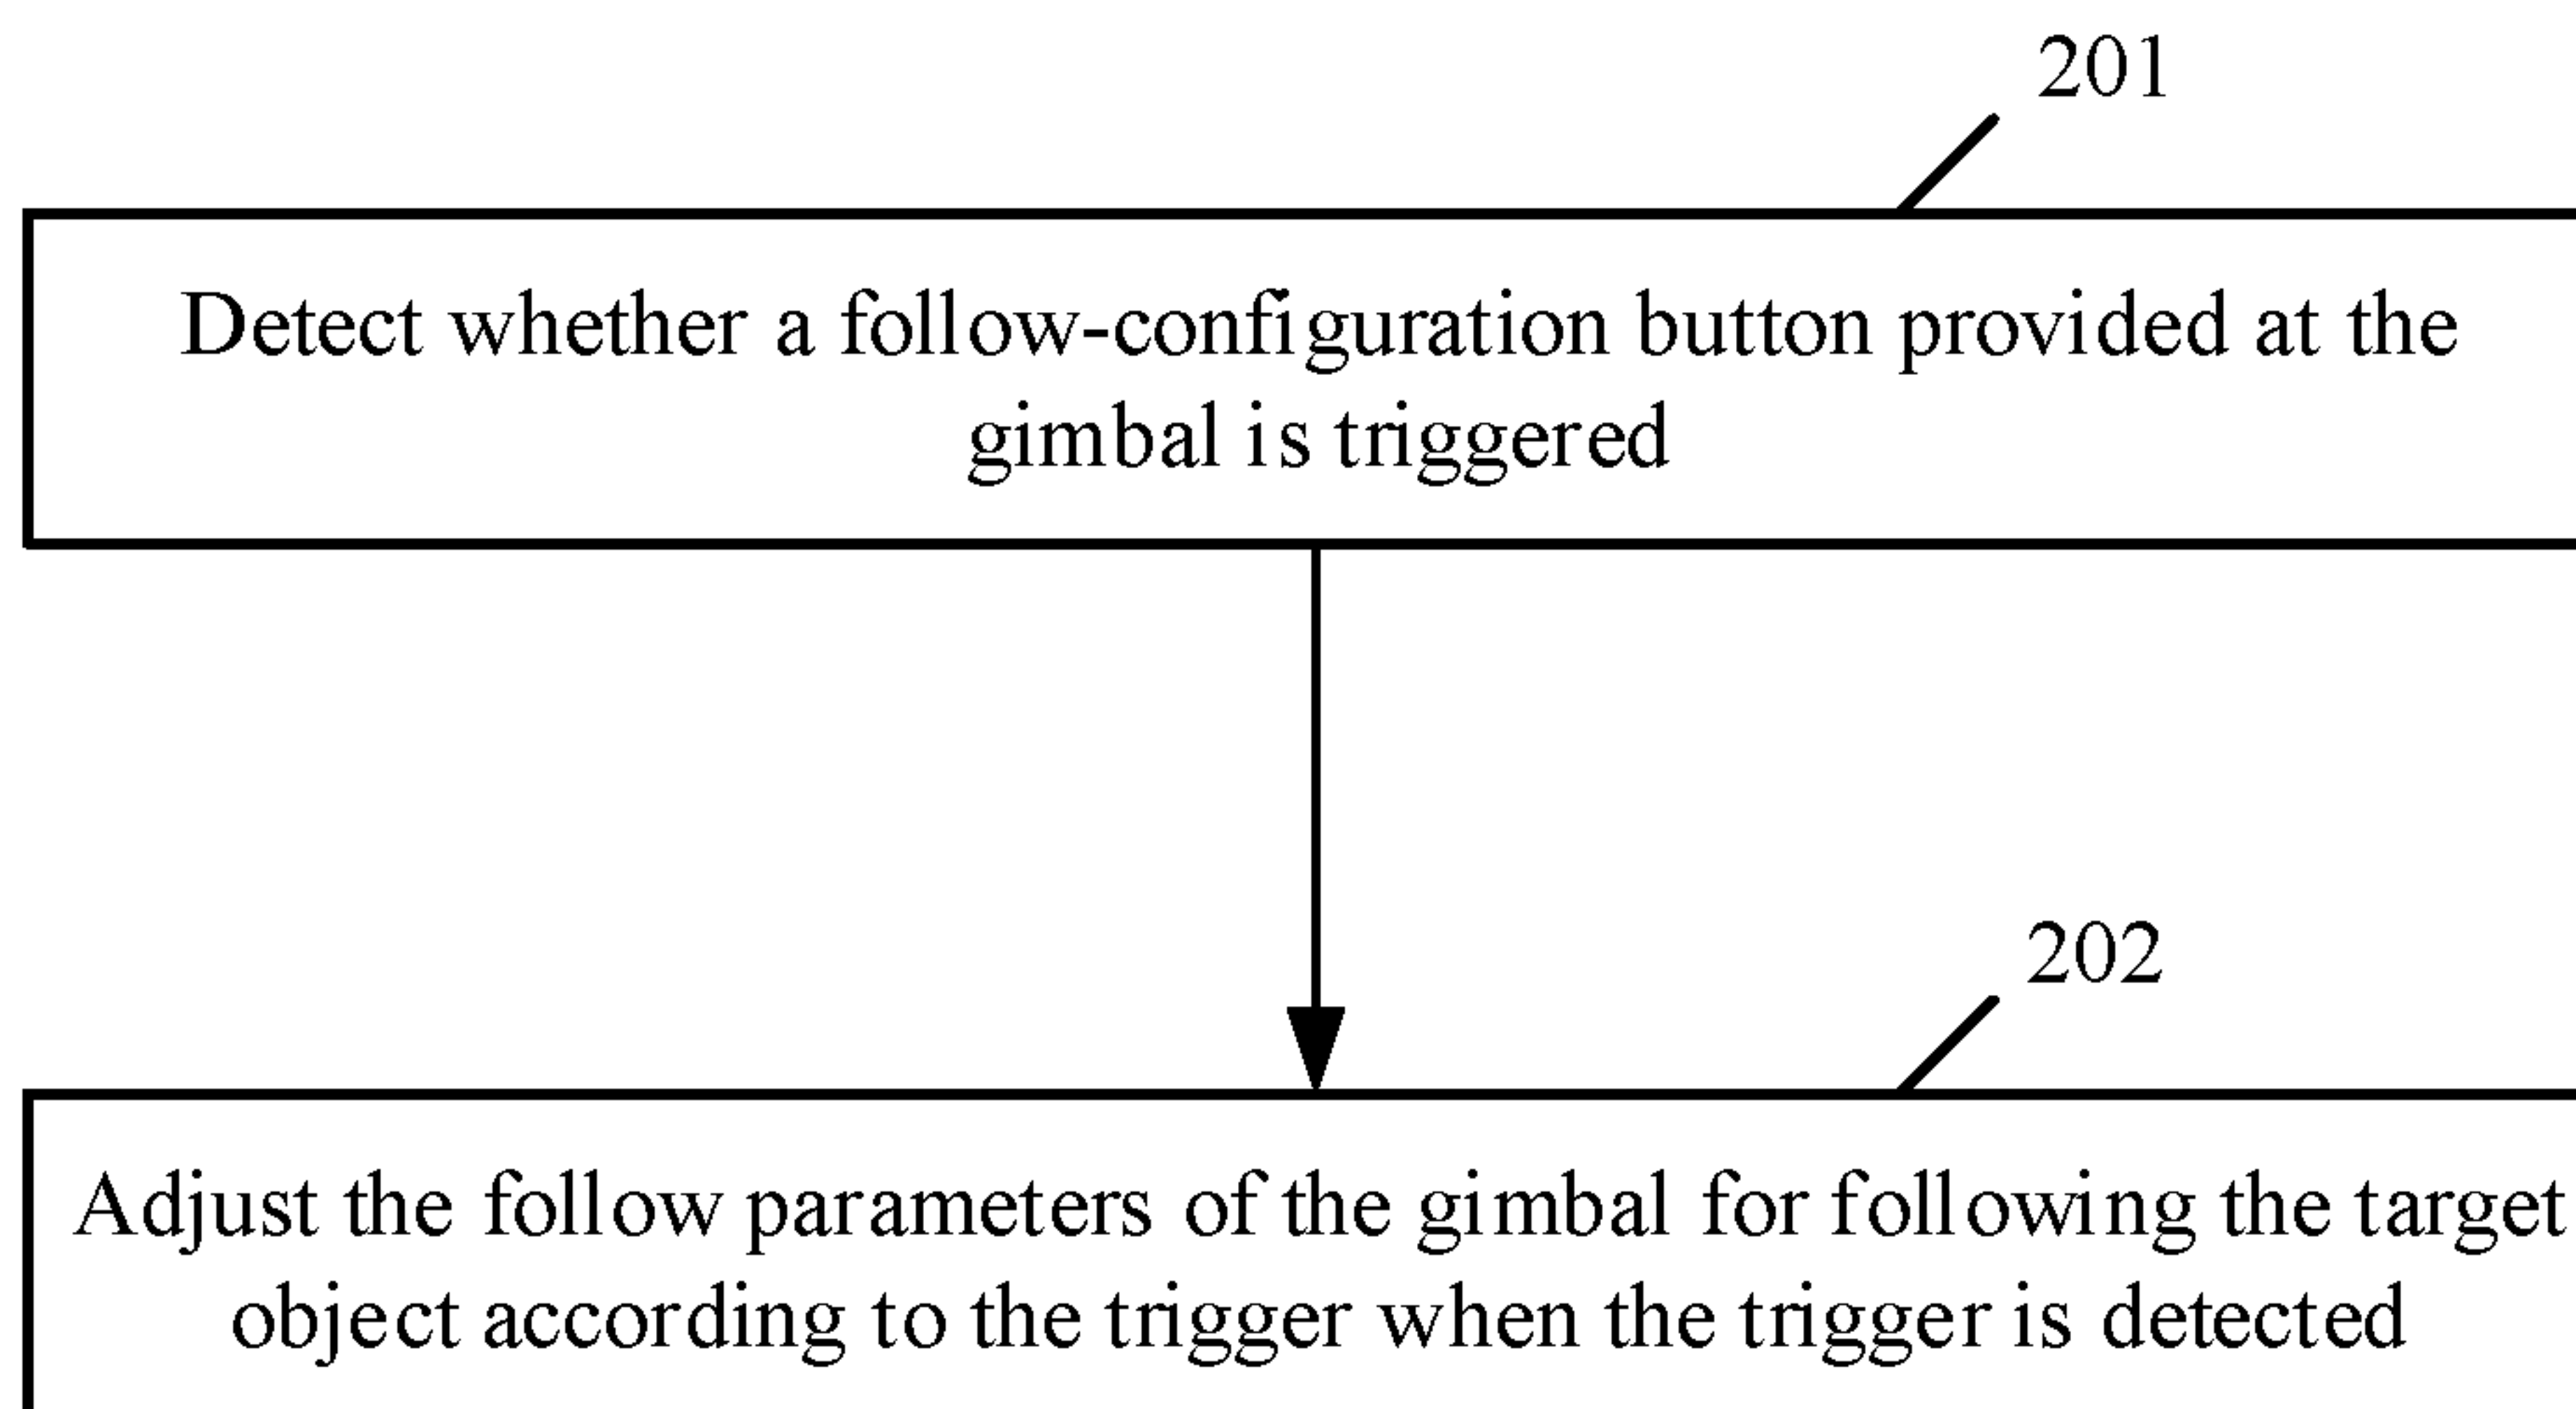 201
Detect whether a follow-configuration button provided at the
gimbal is triggered
202
Adjust the follow parameters of the gimbal for following the target
object according to the trigger when the trigger is detected